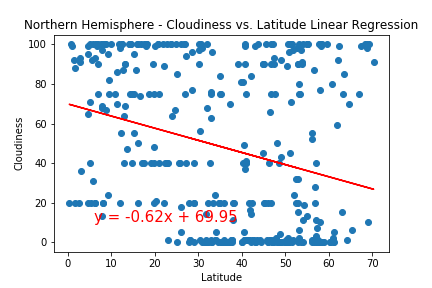 Northern Hemisphere - Cloudiness vs. Latitude Linear Regression
100
80
60
40
20
0
Cloudiness
y = -0.62x + 69.95
0 10 20 30 40 50 60 70
Latitude